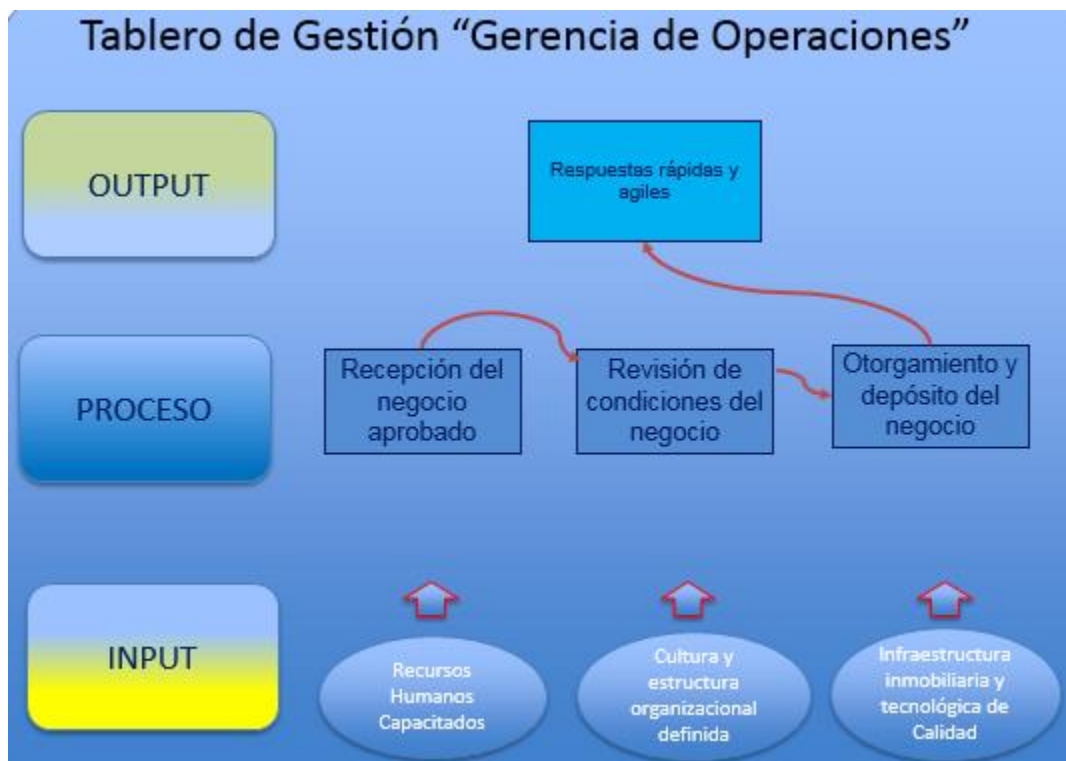 Tablero de Gestión “Gerencia de Operaciones”
OUTPUT
Respuestas rápidas y
agiles
PROCESO
Recepción del
negocio
aprobado
Revisión de
condiciones del
negocio
Otorgamiento y
depósito del
negocio
INPUT
Recursos
Humanos
Capacitados
Cultura y
estructura
organizacional
definida
Infraestructura
inmobiliaria y
tecnológica de
Calidad